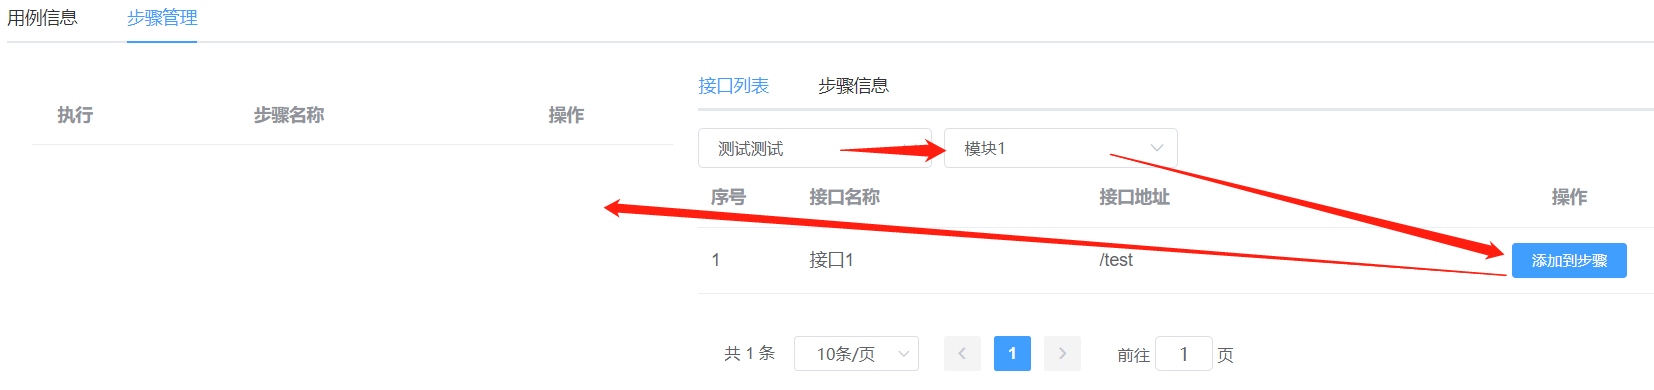 用例信息 步骤管理
接口列表 步骤信息
执行 步骤名称 操作
测试测试 模块1
序号 接口名称 接口地址 操作
1 接口1 /test 添加到步骤
共 1 条 10条/页 1 前往 1 页